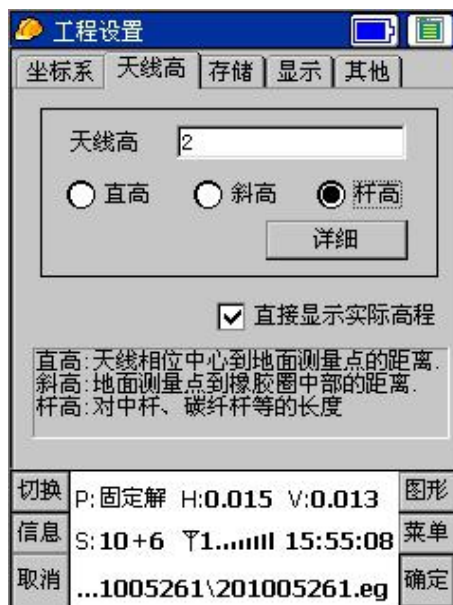 工程设置
坐标系 天线高 存储 显示 其他
天线高 2
直高 斜高 杆高
详细
直接显示实际高程
直高:天线相位中心到地面测量点的距离.
斜高:地面测量点到橡胶圈中部的距离.
杆高:对中杆、碳纤杆等的长度
切换 P:固定解 H:0.015 V:0.013 图形
信息 S:10+6 1 15:55:08 菜单
取消 ...1005261\201005261.eg 确定